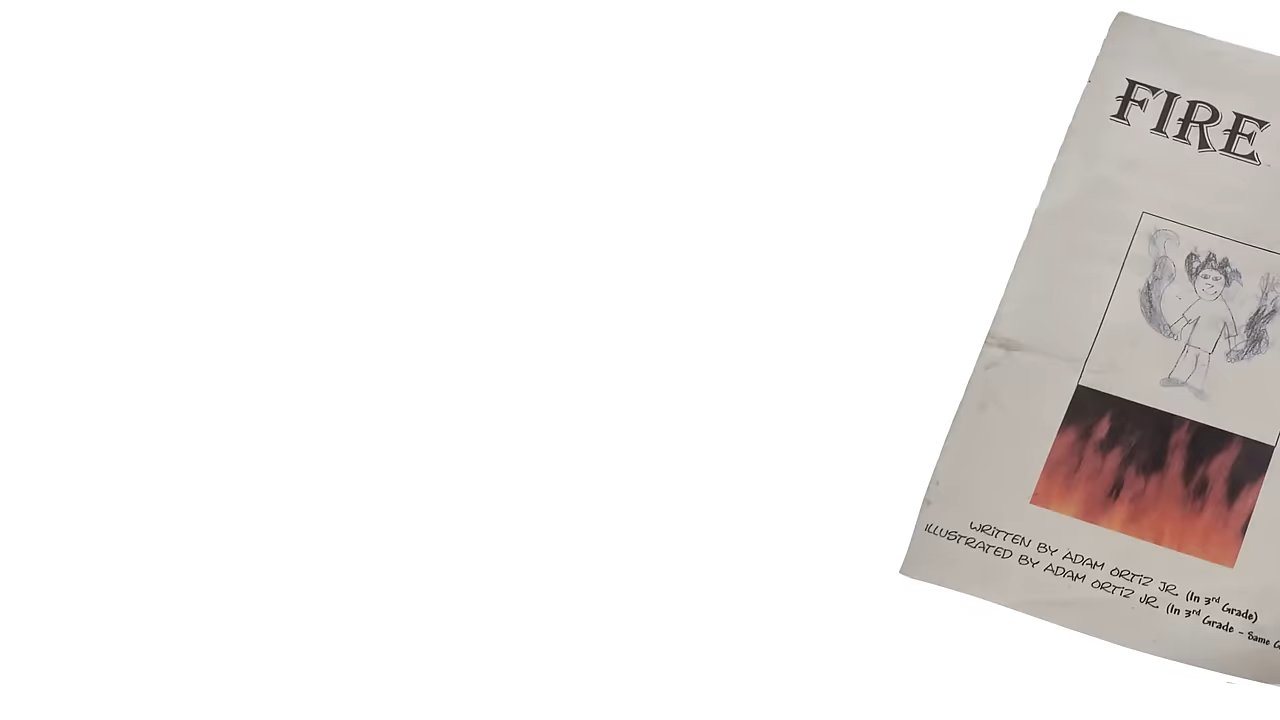 FIRE
WRITTEN BY ADAM ORTIZ JR. (In 3rd Grade)
ILLUSTRATED BY ADAM ORTIZ JR. (In 3rd Grade - Same